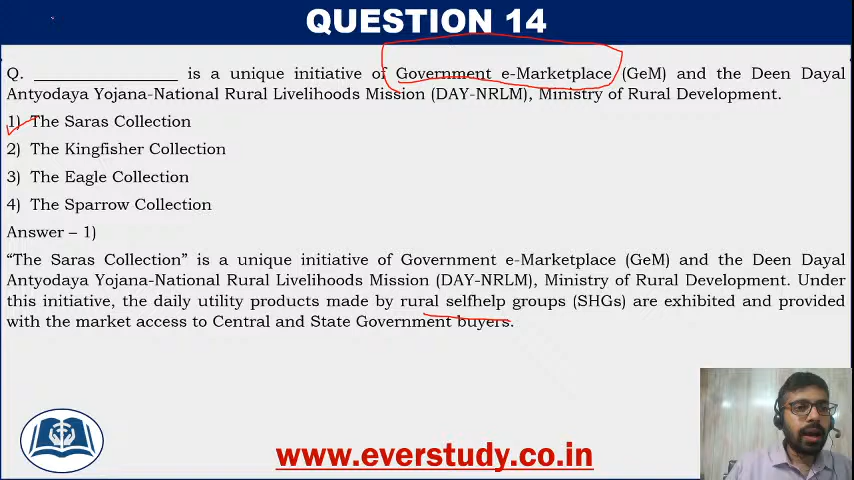 QUESTION 14
Q. __________________ is a unique initiative of Government e-Marketplace (GeM) and the Deen Dayal
Antyodaya Yojana-National Rural Livelihoods Mission (DAY-NRLM), Ministry of Rural Development.
1) The Saras Collection
2) The Kingfisher Collection
3) The Eagle Collection
4) The Sparrow Collection
Answer – 1)
“The Saras Collection” is a unique initiative of Government e-Marketplace (GeM) and the Deen Dayal
Antyodaya Yojana-National Rural Livelihoods Mission (DAY-NRLM), Ministry of Rural Development. Under
this initiative, the daily utility products made by rural selfhelp groups (SHGs) are exhibited and provided
with the market access to Central and State Government buyers.
www.everstudy.co.in